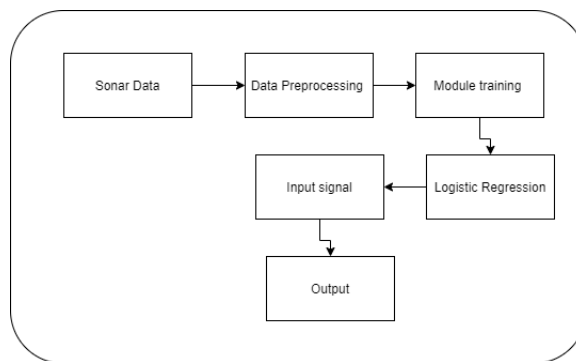 Sonar Data
Data Preprocessing
Module training
Logistic Regression
Input signal
Output